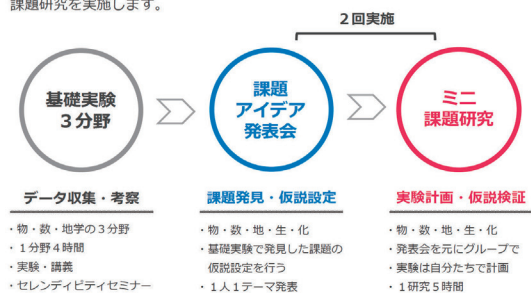 課題研究を実施します。
2回実施
基礎実験
3分野
課題
アイデア
発表会
ミニ
課題研究
データ収集・考察
・物・数・地学の3分野
・1分野4時間
・実験・講義
・セレンディピティセミナー
課題発見・仮説設定
・物・数・地・生・化
・基礎実験で発見した課題の
仮説設定を行う
・1人1テーマ発表
実験計画・仮説検証
・物・数・地・生・化
・発表会を元にグループで
・実験は自分たちで計画
・1研究5時間